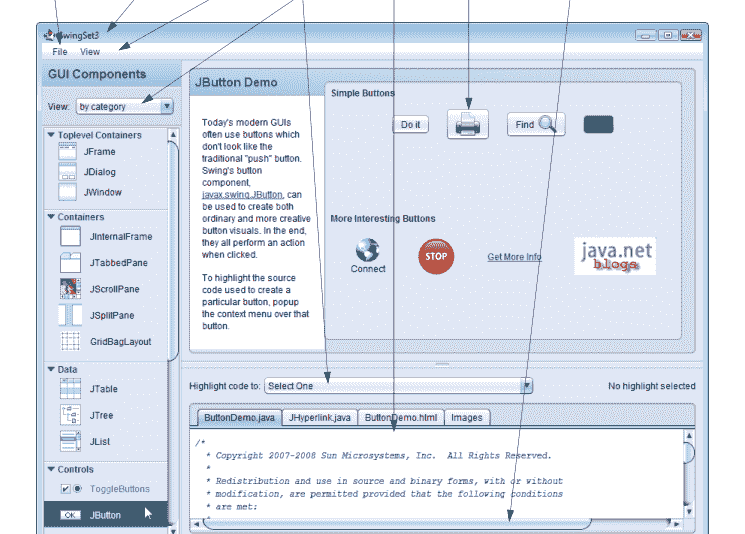 SwingSet3
File View
GUI Components
View: by category
Toplevel Containers
JFrame
JDialog
JWindow
Containers
JInternalFrame
JTabbedPane
JScrollPane
JSplitPane
GridBagLayout
Data
JTable
JTree
JList
Controls
ToggleButtons
OK JButton
JButton Demo
Today's modern GUIs
often use buttons which
don't look like the
traditional "push" button.
Swing's button
component,
javax.swing.JButton, can
be used to create both
ordinary and more creative
button visuals. In the end,
they all perform an action
when clicked.
To highlight the source
code used to create a
particular button, popup
the context menu over that
button.
Simple Buttons
Do it
Find
More Interesting Buttons
Connect
STOP
Get More Info
java.net
blogs
Highlight code to: Select One
No highlight selected
ButtonDemo.java JHyperlink.java ButtonDemo.html Images
/*
* Copyright 2007-2008 Sun Microsystems, Inc. All Rights Reserved.
*
* Redistribution and use in source and binary forms, with or without
* modification, are permitted provided that the following conditions
* are met:
*